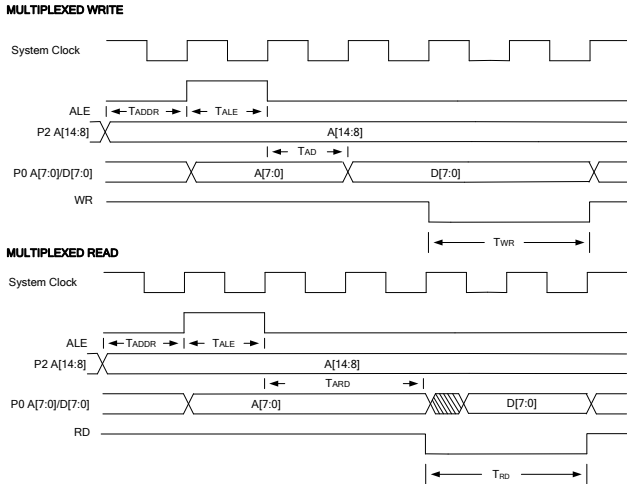 MULTIPLEXED WRITE
System Clock
ALE TADDR TALE
P2 A[14:8] A[14:8]
TAD
P0 A[7:0]/D[7:0] A[7:0] D[7:0]
WR
TWR
MULTIPLEXED READ
System Clock
ALE TADDR TALE
P2 A[14:8] A[14:8]
TARD
P0 A[7:0]/D[7:0] A[7:0] D[7:0]
RD
TRD